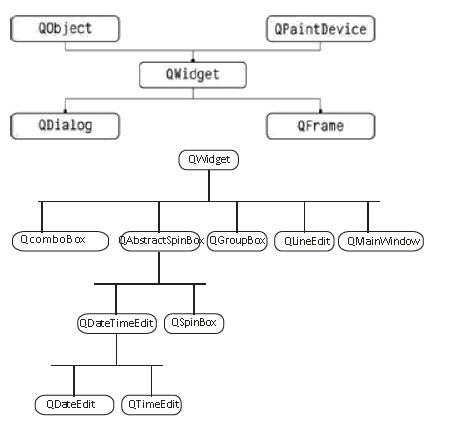 QObject QPaintDevice
QWidget
QDialog QFrame
QWidget
QcomboBox QAbstractSpinBox QGroupBox QLineEdit QMainWindow
QDateTimeEdit QSpinBox
QDateEdit QTimeEdit